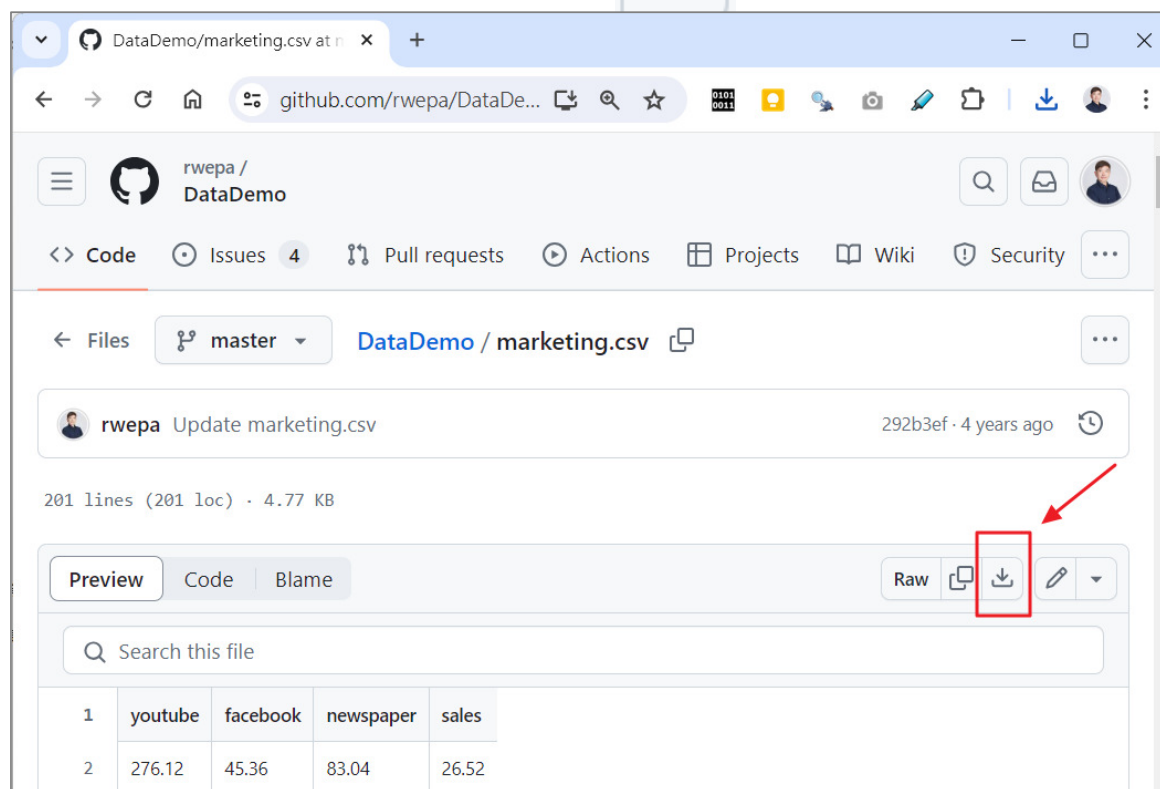 DataDemo/marketing.csv at
github.com/rwepa/DataDe...
0101
0011
rwepa /
DataDemo
Code Issues 4 Pull requests Actions Projects Wiki Security
Files master DataDemo / marketing.csv
rwepa Update marketing.csv 292b3ef · 4 years ago
201 lines (201 loc) · 4.77 KB
Preview Code Blame Raw
Search this file
1 youtube facebook newspaper sales
2 276.12 45.36 83.04 26.52